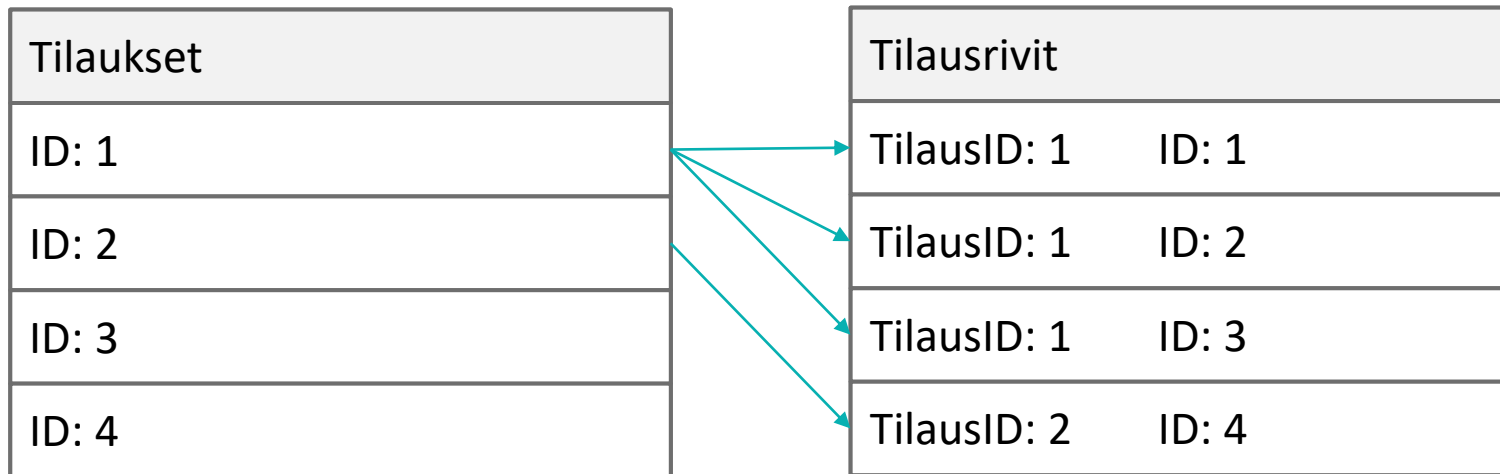 Tilaukset
ID: 1
ID: 2
ID: 3
ID: 4
Tilausrivit
TilausID: 1 ID: 1
TilausID: 1 ID: 2
TilausID: 1 ID: 3
TilausID: 2 ID: 4